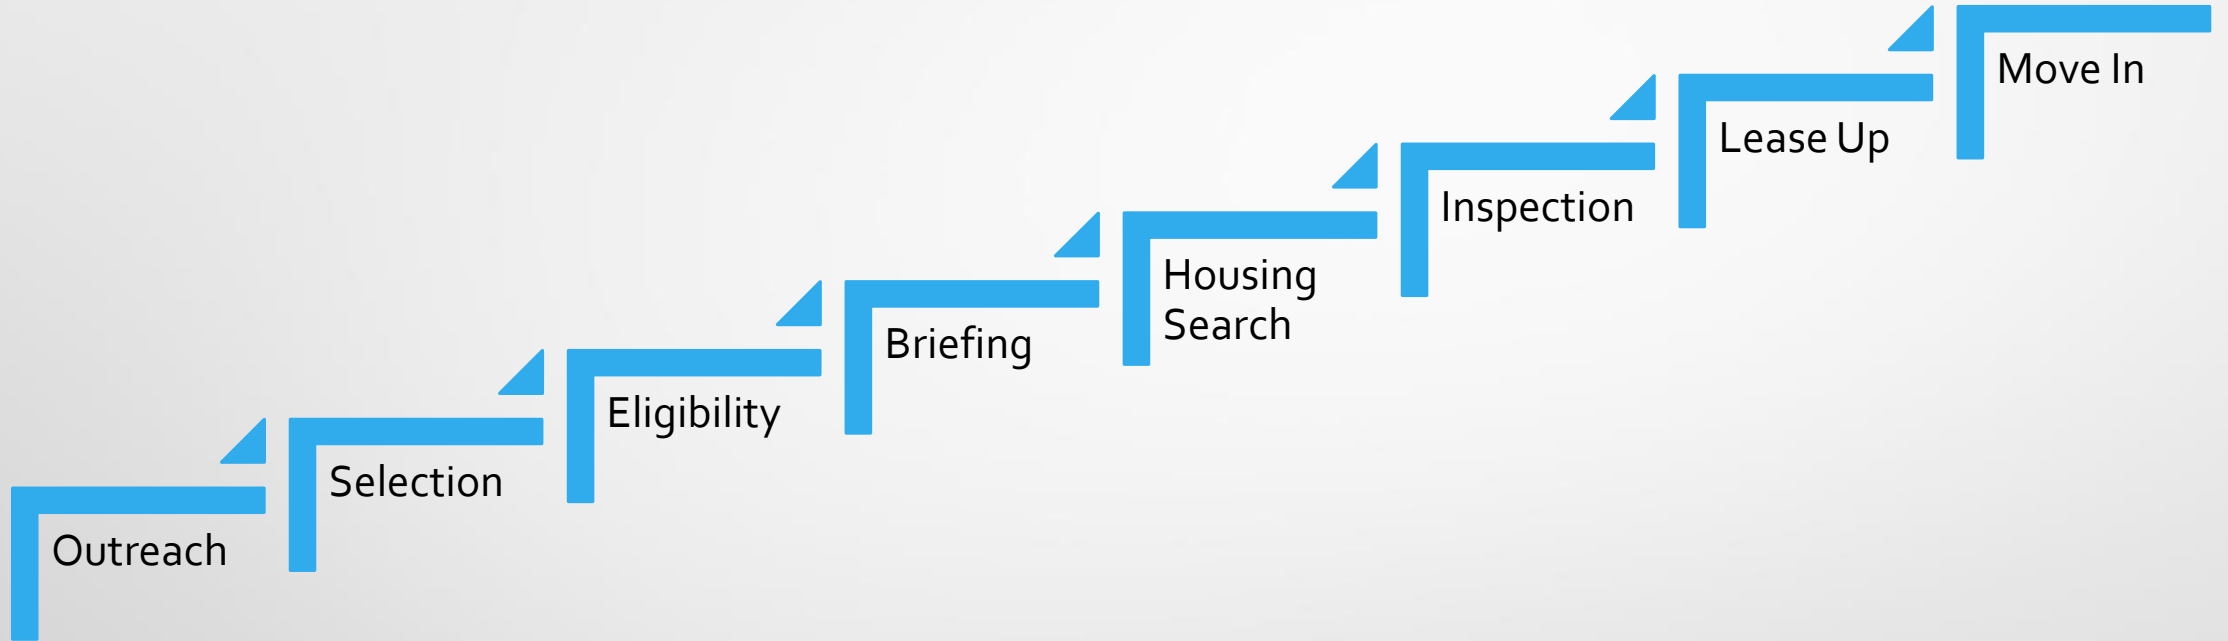 Outreach
Selection
Eligibility
Briefing
Housing
Search
Inspection
Lease Up
Move In